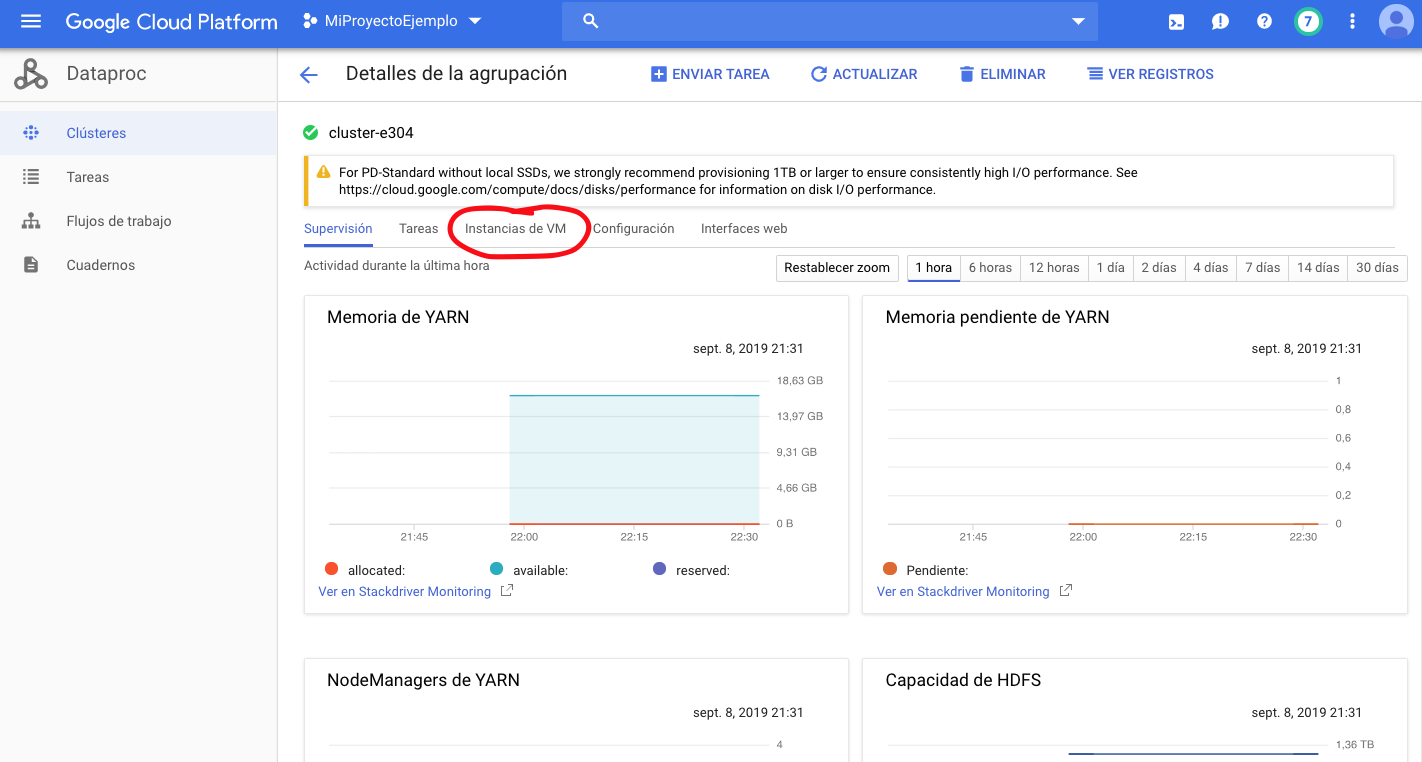 Google Cloud Platform
MiProyectoEjemplo
7
Dataproc
Detalles de la agrupación
ENVIAR TAREA
ACTUALIZAR
ELIMINAR
VER REGISTROS
Clústeres
Tareas
Flujos de trabajo
Cuadernos
cluster-e304
For PD-Standard without local SSDs, we strongly recommend provisioning 1TB or larger to ensure consistently high I/O performance. See
https://cloud.google.com/compute/docs/disks/performance for information on disk I/O performance.
Supervisión Tareas Instancias de VM Configuración Interfaces web
Actividad durante la última hora
Restablecer zoom
1 hora 6 horas 12 horas 1 día 2 días 4 días 7 días 14 días 30 días
Memoria de YARN
sept. 8, 2019 21:31
18,63 GB
13,97 GB
9,31 GB
4,66 GB
0 B
21:45 22:00 22:15 22:30
allocated: available: reserved:
Ver en Stackdriver Monitoring
Memoria pendiente de YARN
sept. 8, 2019 21:31
1
0,8
0,6
0,4
0,2
0
21:45 22:00 22:15 22:30
Pendiente:
Ver en Stackdriver Monitoring
NodeManagers de YARN
sept. 8, 2019 21:31
4
Capacidad de HDFS
sept. 8, 2019 21:31
1,36 TB